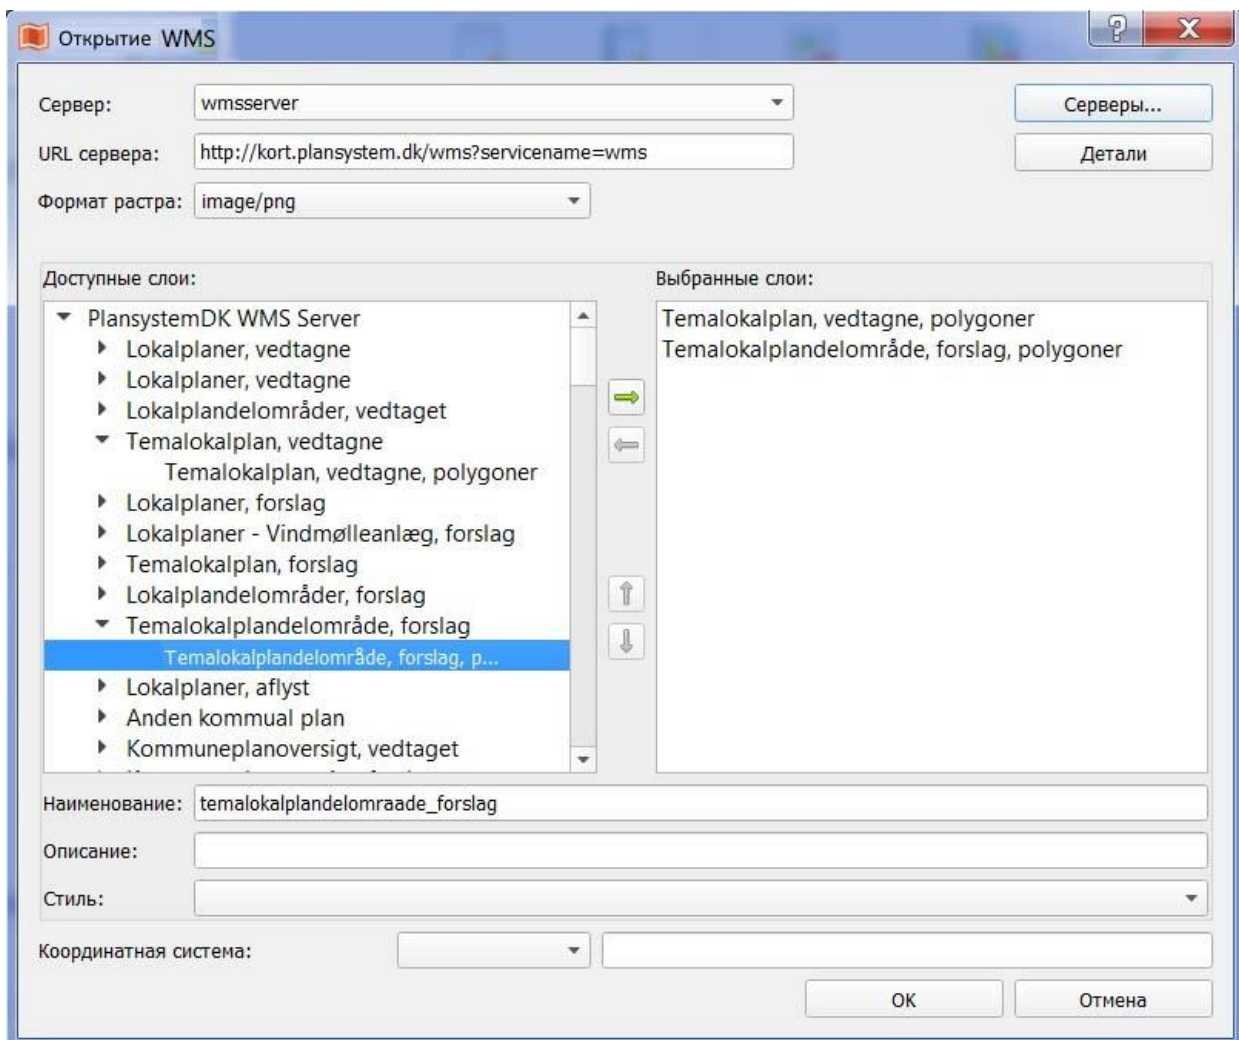 Открытие WMS
Сервер: wmsserver Серверы...
URL сервера: http://kort.plansystem.dk/wms?servicename=wms Детали
Формат растра: image/png
Доступные слои:
PlansystemDK WMS Server
Lokalplaner, vedtagne
Lokalplaner, vedtagne
Lokalplandelområder, vedtaget
Temalokalplan, vedtagne
Temalokalplan, vedtagne, polygoner
Lokalplaner, forslag
Lokalplaner - Vindmølleanlæg, forslag
Temalokalplan, forslag
Lokalplandelområder, forslag
Temalokalplandelområde, forslag
Temalokalplandelområde, forslag, p...
Lokalplaner, aflyst
Anden kommual plan
Kommuneplanoversigt, vedtaget
Выбранные слои:
Temalokalplan, vedtagne, polygoner
Temalokalplandelområde, forslag, polygoner
Наименование: temalokalplandelomraade_forslag
Описание:
Стиль:
Координатная система:
ОК Отмена